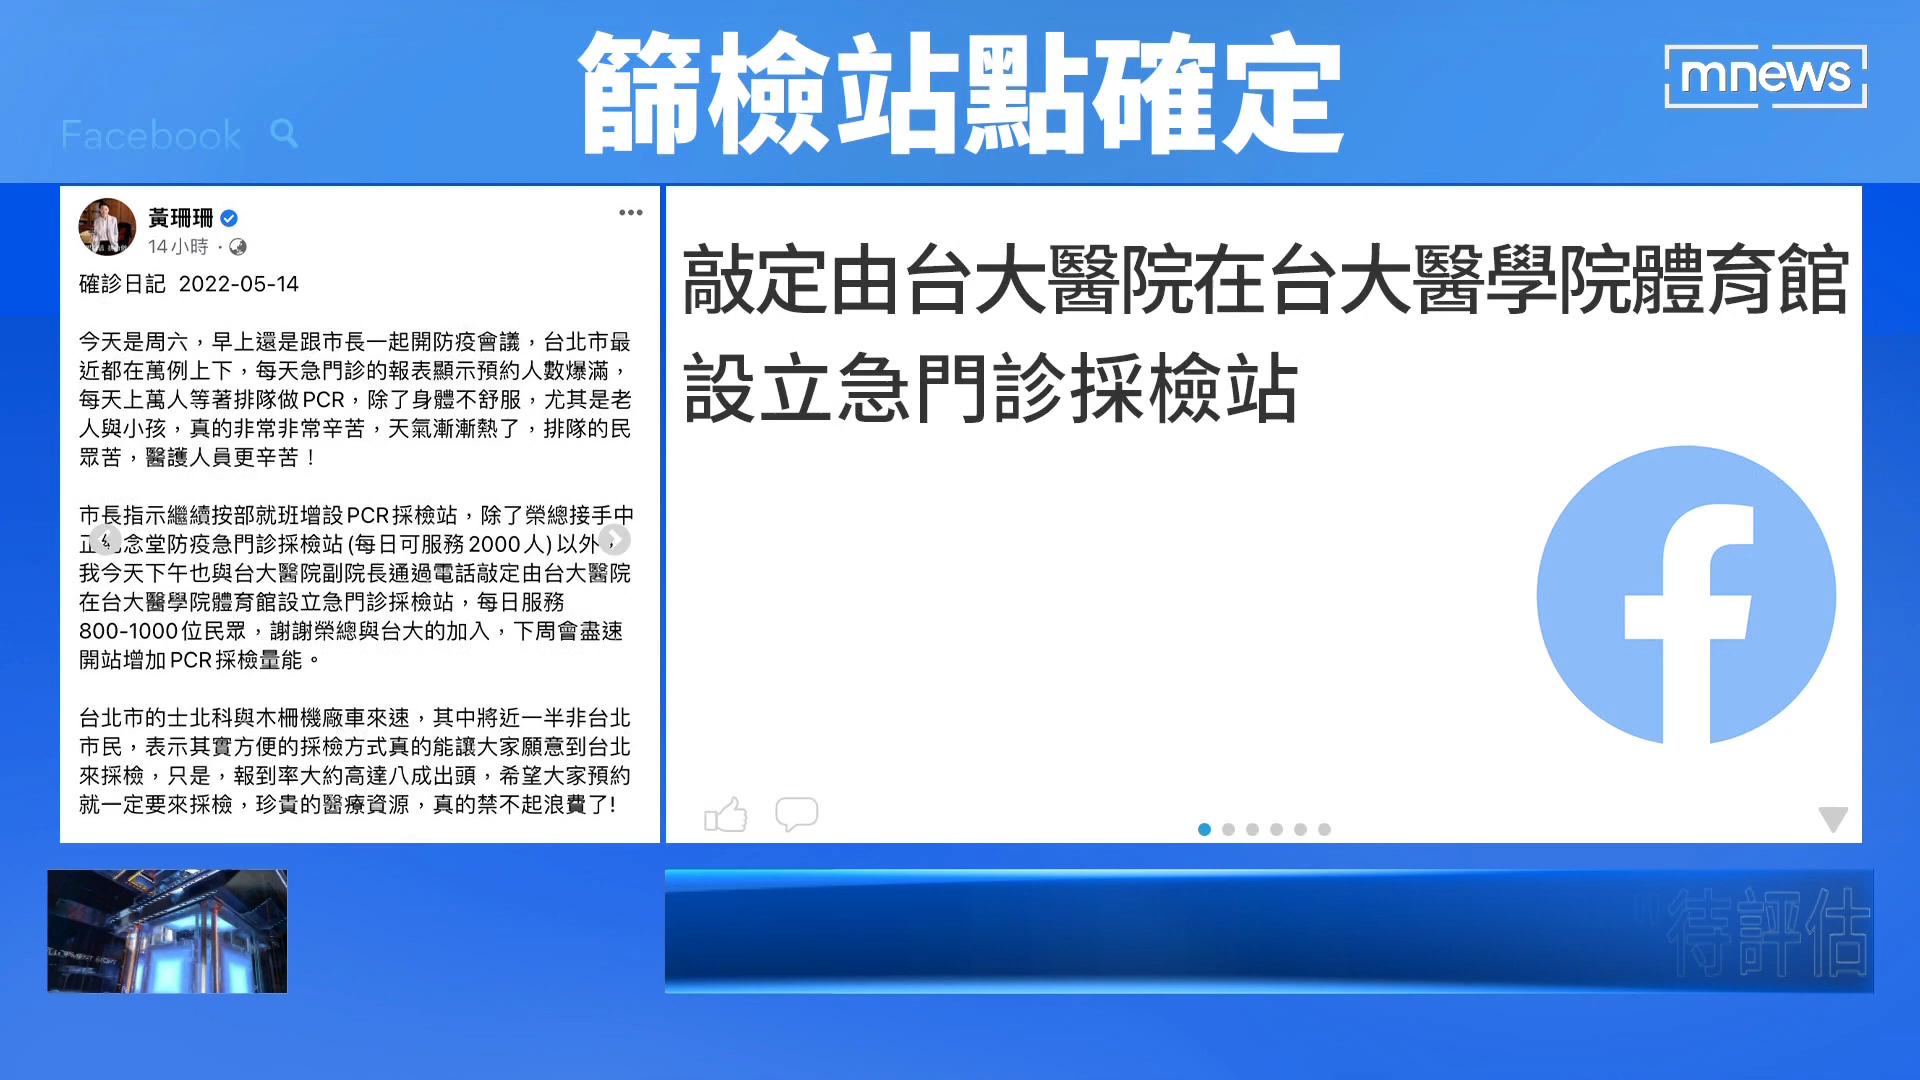 篩檢站點確定
mnews
Facebook
黃珊珊
14小時
確診日記 2022-05-14
今天是周六，早上還是跟市長一起開防疫會議，台北市最
近都在萬例上下，每天急門診的報表顯示預約人數爆滿，
每天上萬人等著排隊做PCR，除了身體不舒服，尤其是老
人與小孩，真的非常非常辛苦，天氣漸漸熱了，排隊的民
眾苦，醫護人員更辛苦！
市長指示繼續按部就班增設PCR採檢站，除了榮總接手中
正紀念堂防疫急門診採檢站(每日可服務2000人)以外，
我今天下午也與台大醫院副院長通過電話敲定由台大醫院
在台大醫學院體育館設立急門診採檢站，每日服務
800-1000位民眾，謝謝榮總與台大的加入，下周會盡速
開站增加PCR採檢量能。
台北市的士北科與木柵機廠車來速，其中將近一半非台北
市民，表示其實方便的採檢方式真的能讓大家願意到台北
來採檢，只是，報到率大約高達八成出頭，希望大家預約
就一定要來採檢，珍貴的醫療資源，真的禁不起浪費了!
敲定由台大醫院在台大醫學院體育館
設立急門診採檢站
"待評估